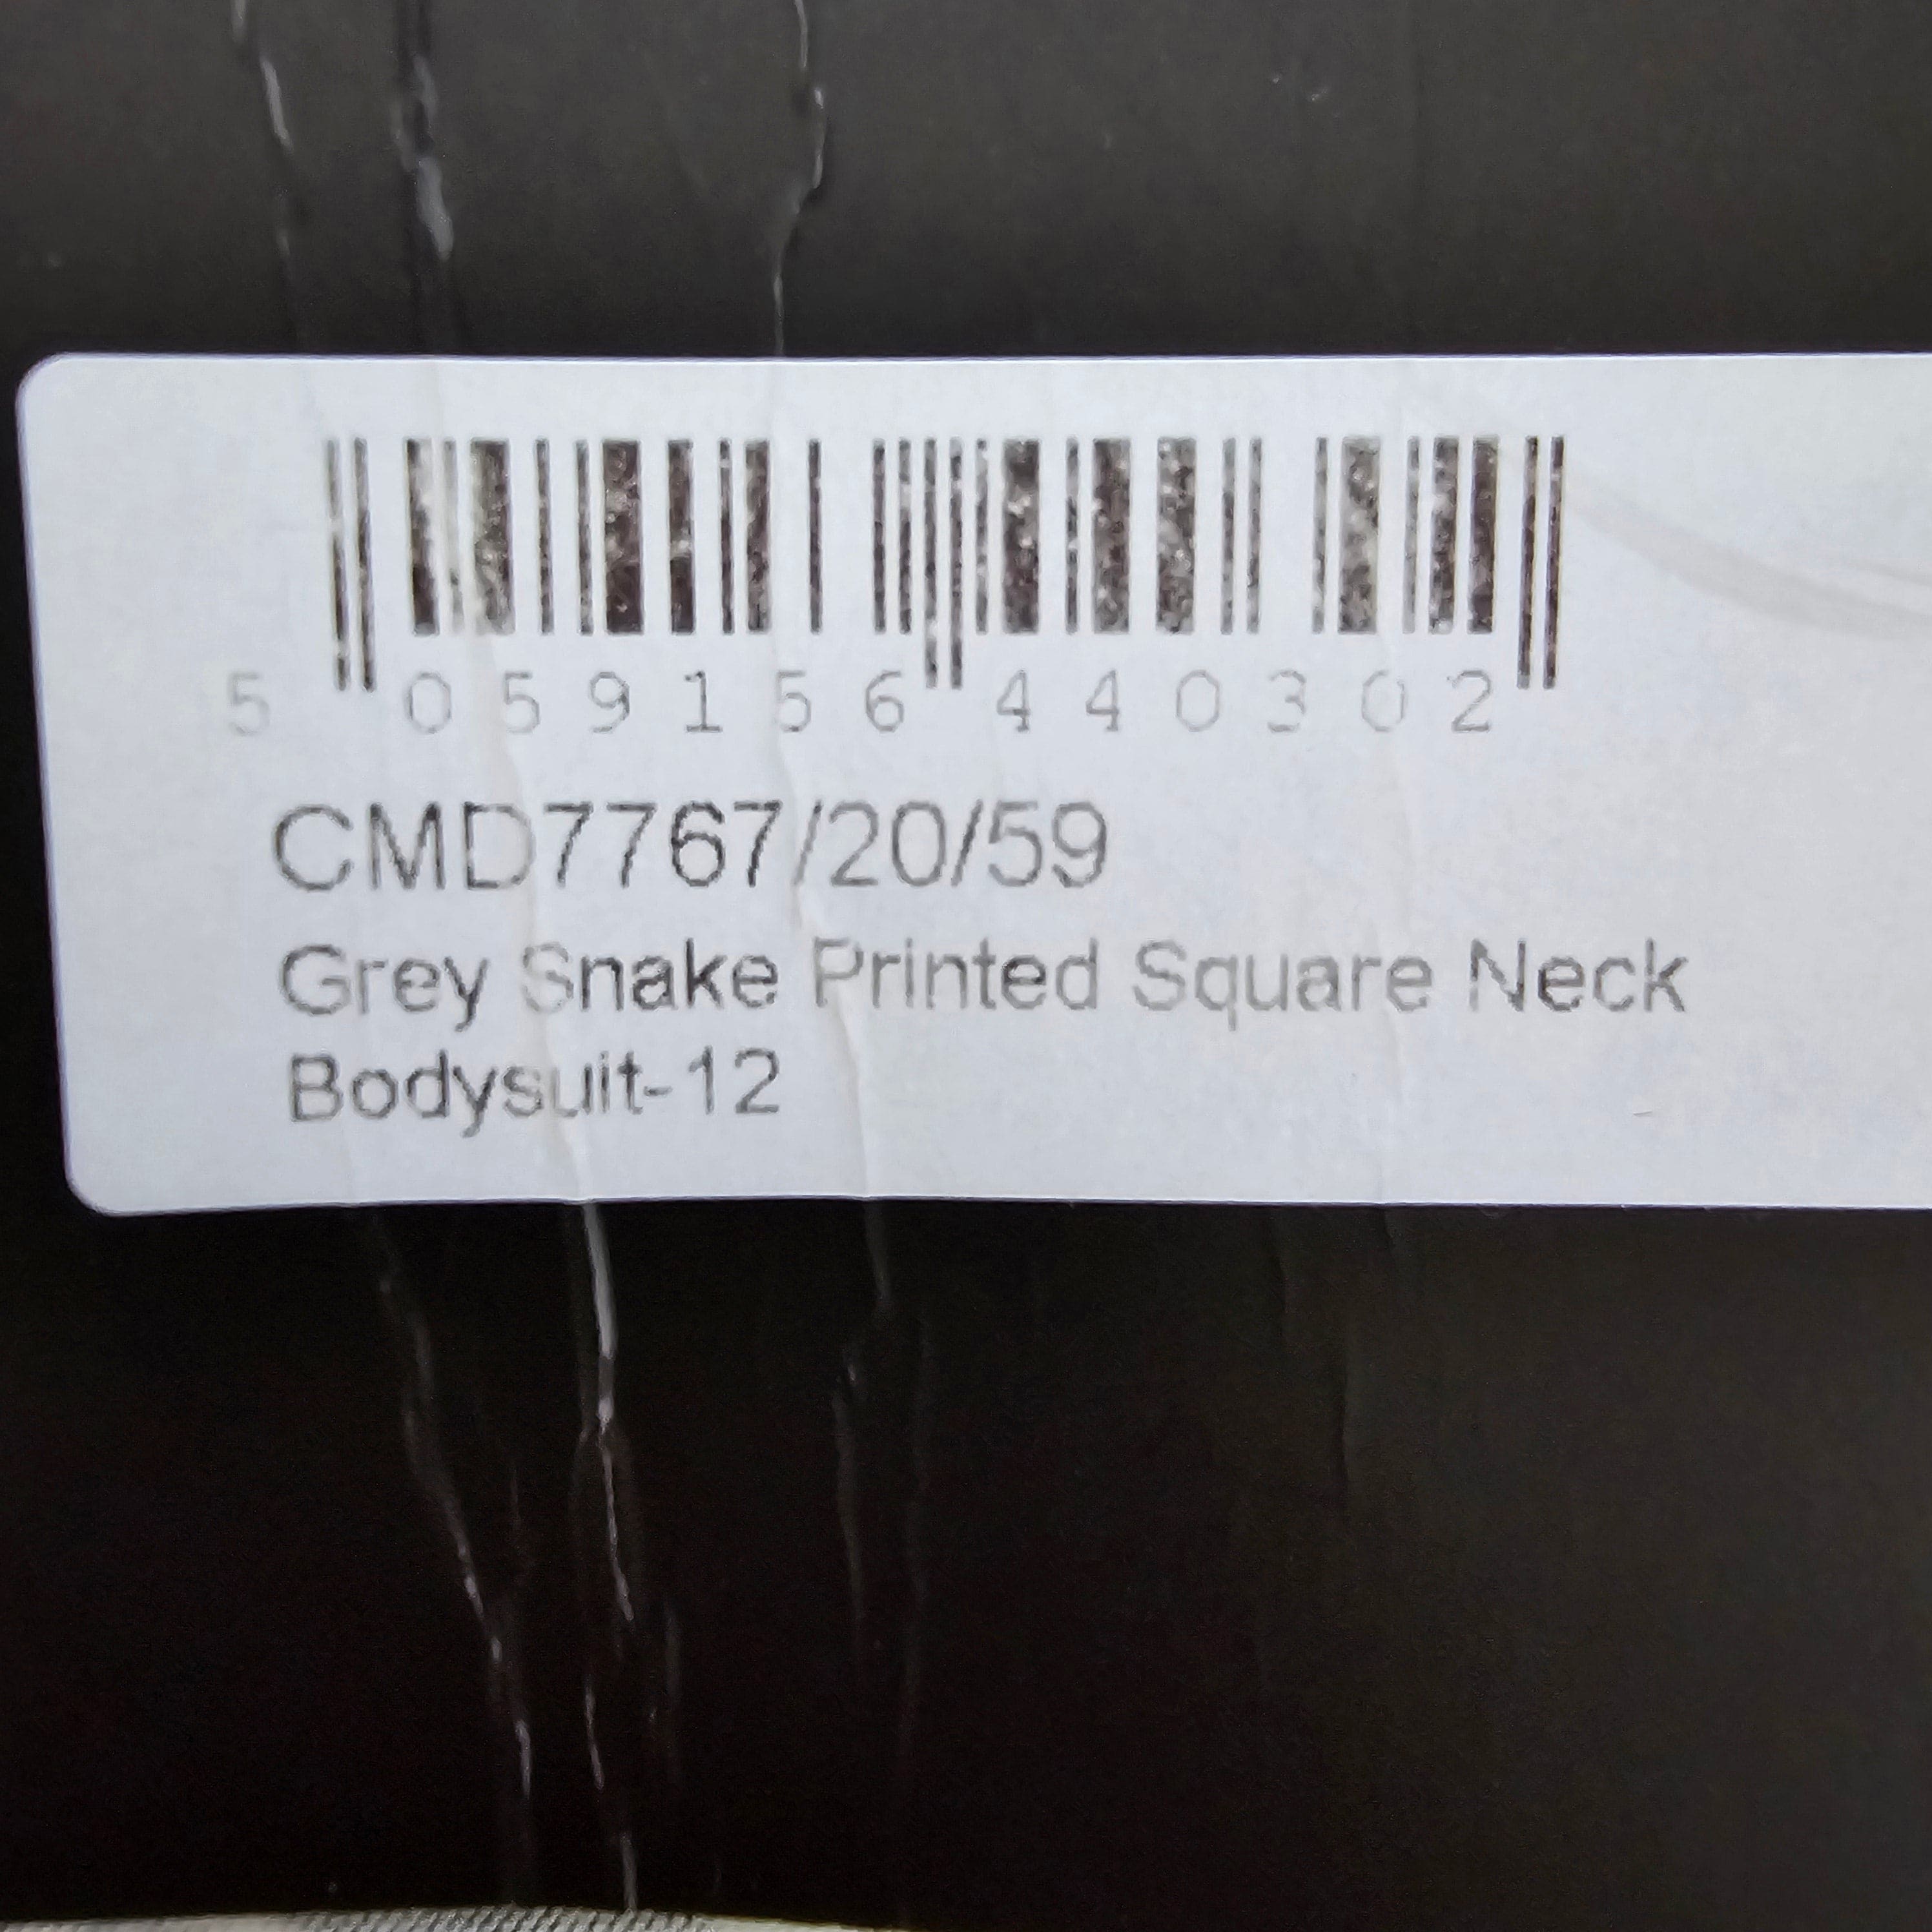 5 059156 440302
CMD7767/20/59
Grey Snake Printed Square Neck
Bodysuit-12